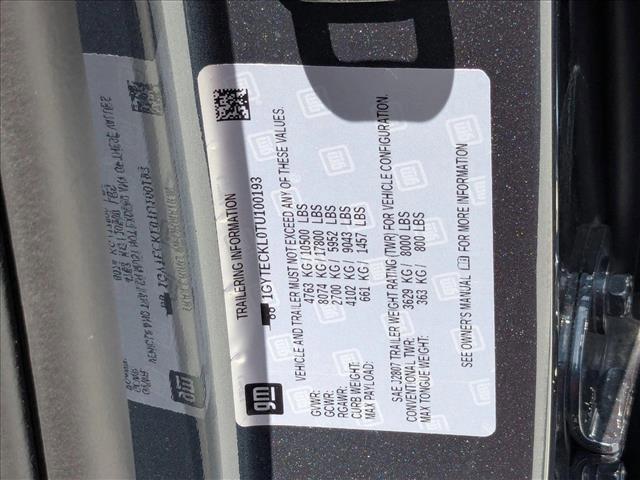 TRAILERING INFORMATION
1GYTECKL0TU100193
VEHICLE AND TRAILER MUST NOT EXCEED ANY OF THESE VALUES.
GVWR: 4763 KG / 10500 LBS
GCWR: 8074 KG / 17800 LBS
RGAWR: 2700 KG / 5952 LBS
CURB WEIGHT: 4102 KG / 9043 LBS
MAX PAYLOAD: 661 KG / 1457 LBS
SAE J2807 TRAILER WEIGHT RATING (TWR) FOR VEHICLE CONFIGURATION.
CONVENTIONAL TWR: 3629 KG / 8000 LBS
MAX TONGUE WEIGHT: 363 KG / 800 LBS
SEE OWNER'S MANUAL FOR MORE INFORMATION
gm